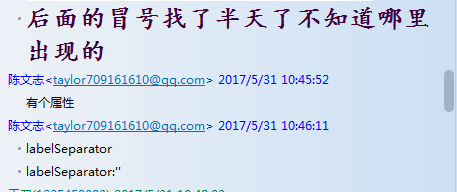 ·后面的冒号找了半天了不知道哪里
出现的
陈文志<taylor709161610@qq.com> 2017/5/31 10:45:52
有个属性
陈文志<taylor709161610@qq.com> 2017/5/31 10:46:11
·labelSeparator
·labelSeparator:''